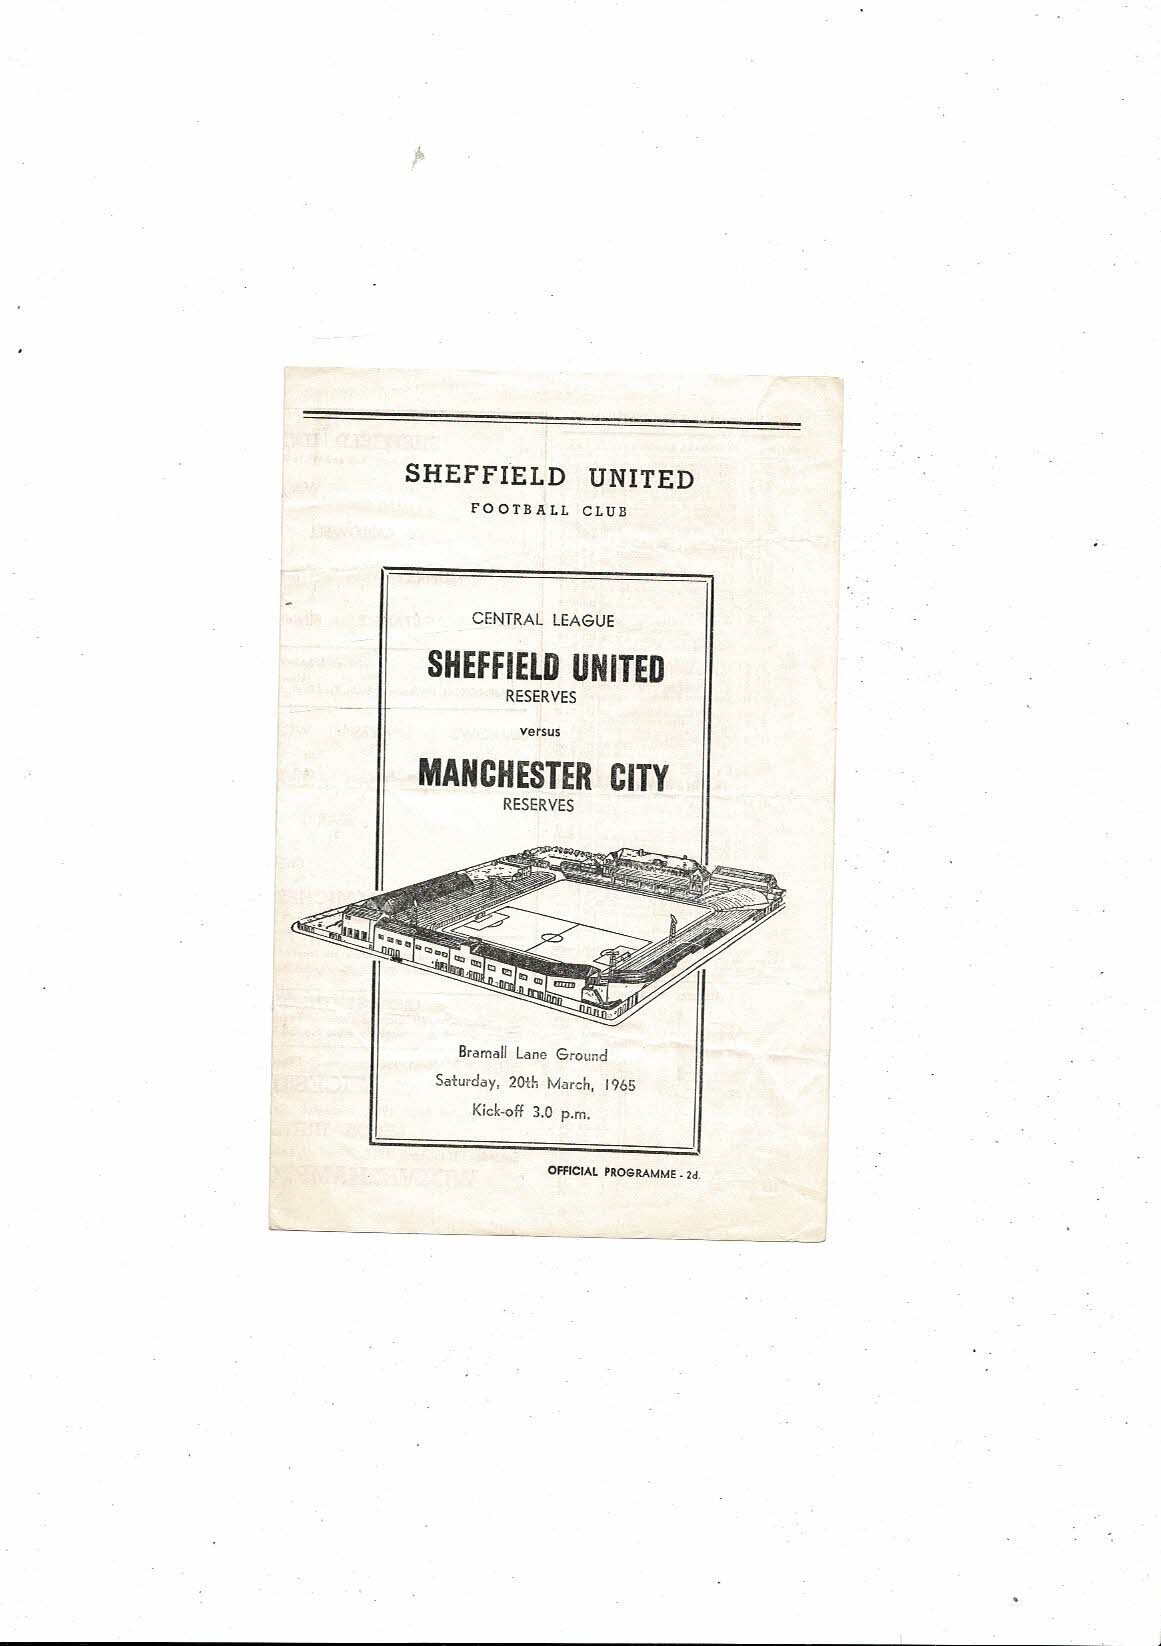 SHEFFIELD UNITED
FOOTBALL CLUB
CENTRAL LEAGUE
SHEFFIELD UNITED
RESERVES
versus
MANCHESTER CITY
RESERVES
Bramall Lane Ground
Saturday, 20th March, 1965
Kick-off 3.0 p.m.
OFFICIAL PROGRAMME - 2d.